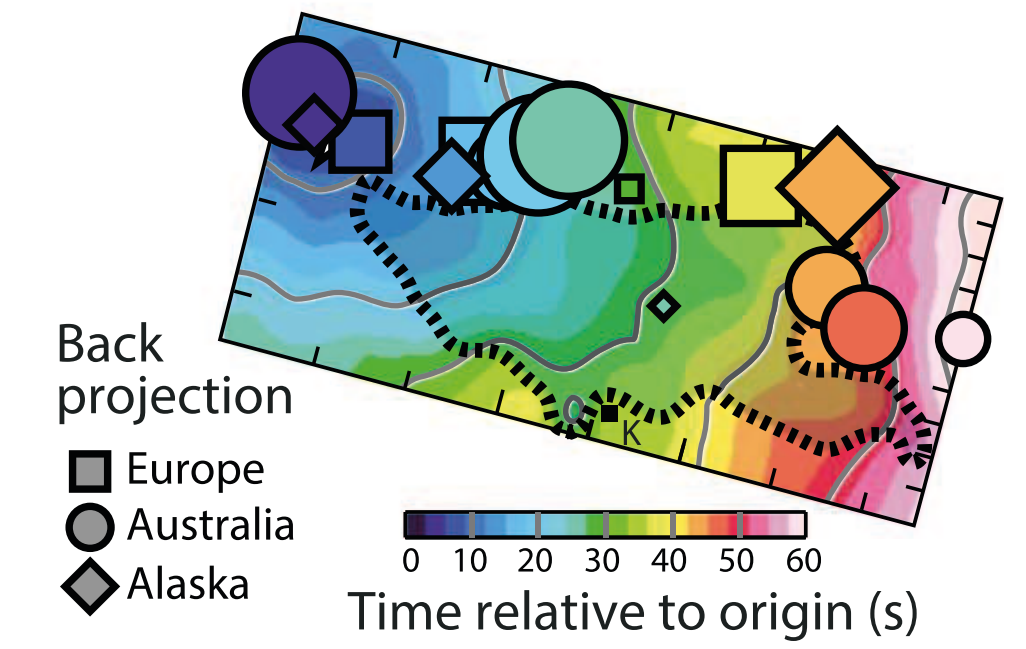 K
Back
projection
Europe
Australia
Alaska
0 10 20 30 40 50 60
Time relative to origin (s)